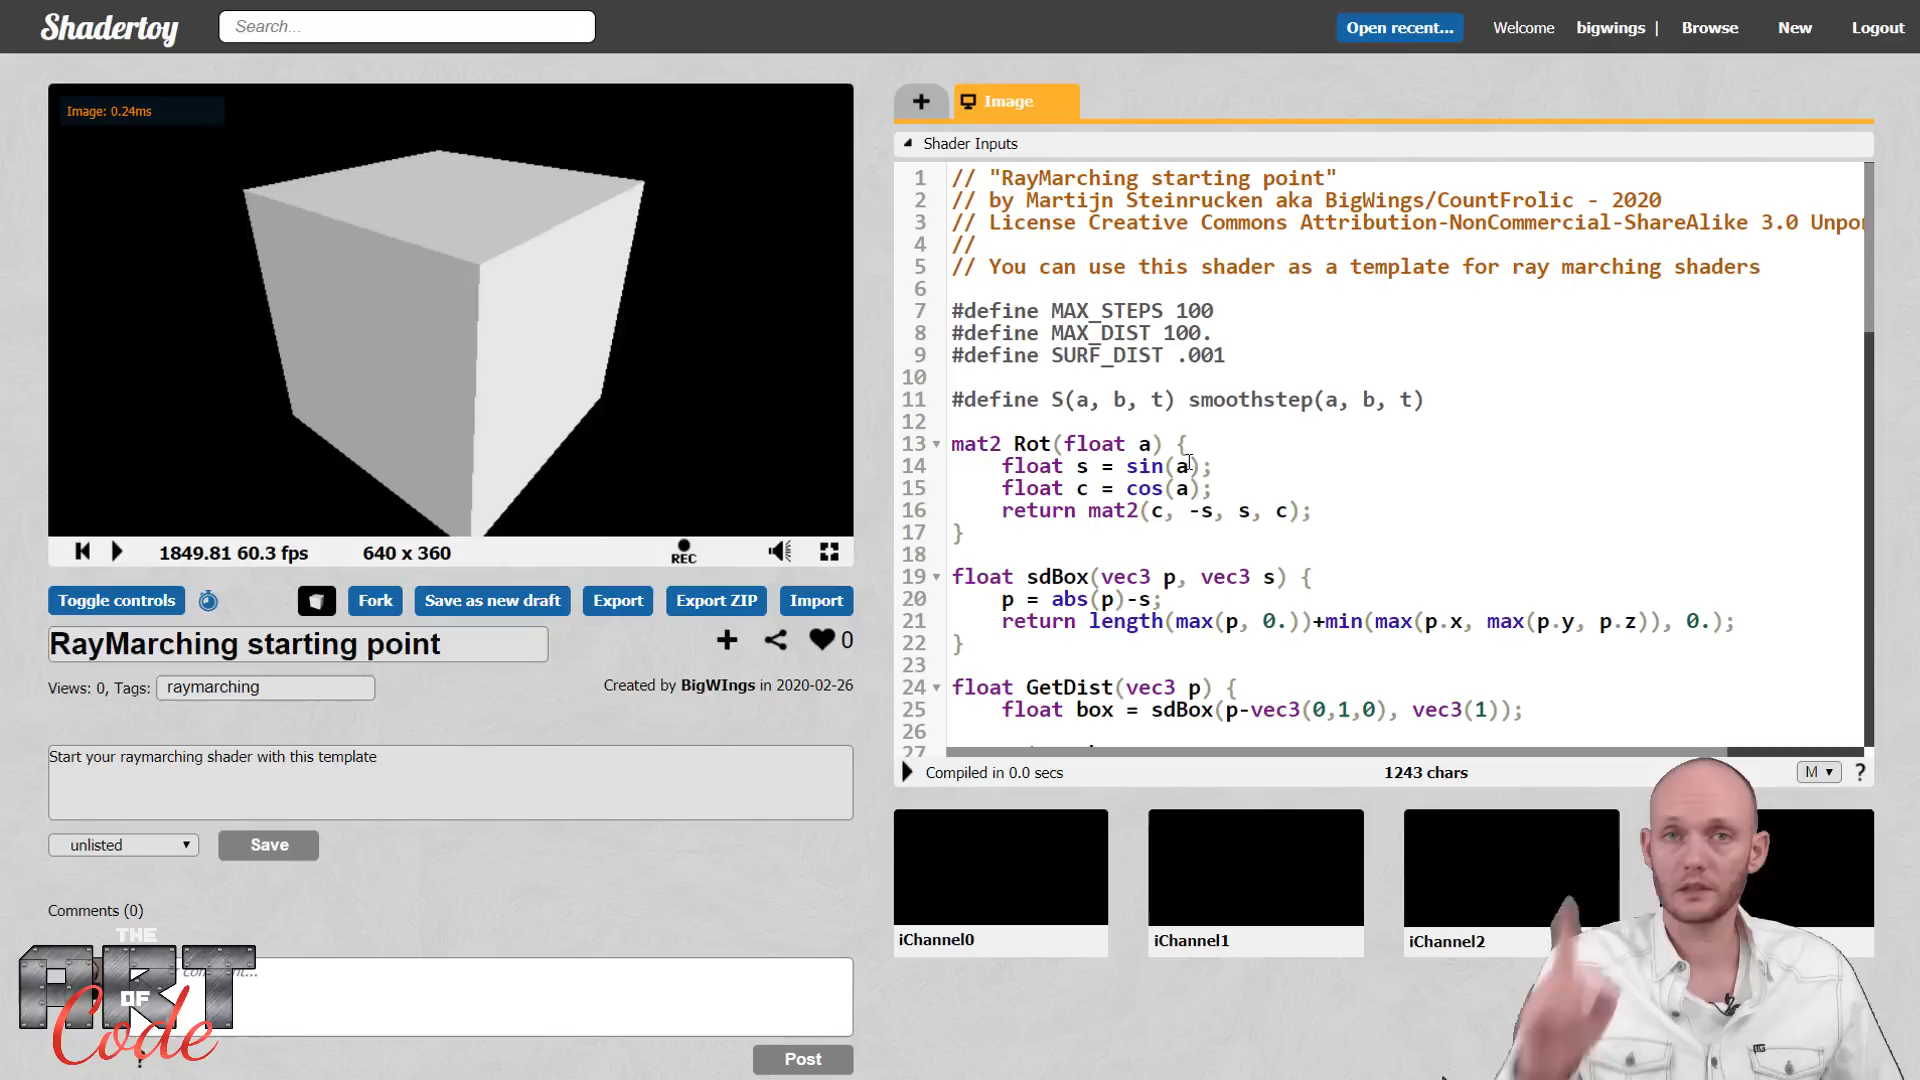 Shadertoy
Search...
Open recent...
Welcome bigwings |
Browse
New
Logout
Image: 0.24ms
1849.81 60.3 fps
640 x 360
REC
Toggle controls
Fork
Save as new draft
Export
Export ZIP
Import
RayMarching starting point
0
Views: 0, Tags: raymarching
Created by BigWIngs in 2020-02-26
Start your raymarching shader with this template
unlisted
Save
Comments (0)
THE
ART
OF
Code
Post
+
Image
Shader Inputs
1 // "RayMarching starting point"
2 // by Martijn Steinrucken aka BigWings/CountFrolic - 2020
3 // License Creative Commons Attribution-NonCommercial-ShareAlike 3.0 Unpor
4 //
5 // You can use this shader as a template for ray marching shaders
6
7 #define MAX_STEPS 100
8 #define MAX_DIST 100.
9 #define SURF_DIST .001
10
11 #define S(a, b, t) smoothstep(a, b, t)
12
13 mat2 Rot(float a) {
14 float s = sin(a);
15 float c = cos(a);
16 return mat2(c, -s, s, c);
17 }
18
19 float sdBox(vec3 p, vec3 s) {
20 p = abs(p)-s;
21 return length(max(p, 0.))+min(max(p.x, max(p.y, p.z)), 0.);
22 }
23
24 float GetDist(vec3 p) {
25 float box = sdBox(p-vec3(0,1,0), vec3(1));
26
27
Compiled in 0.0 secs
1243 chars
M
?
iChannel0
iChannel1
iChannel2